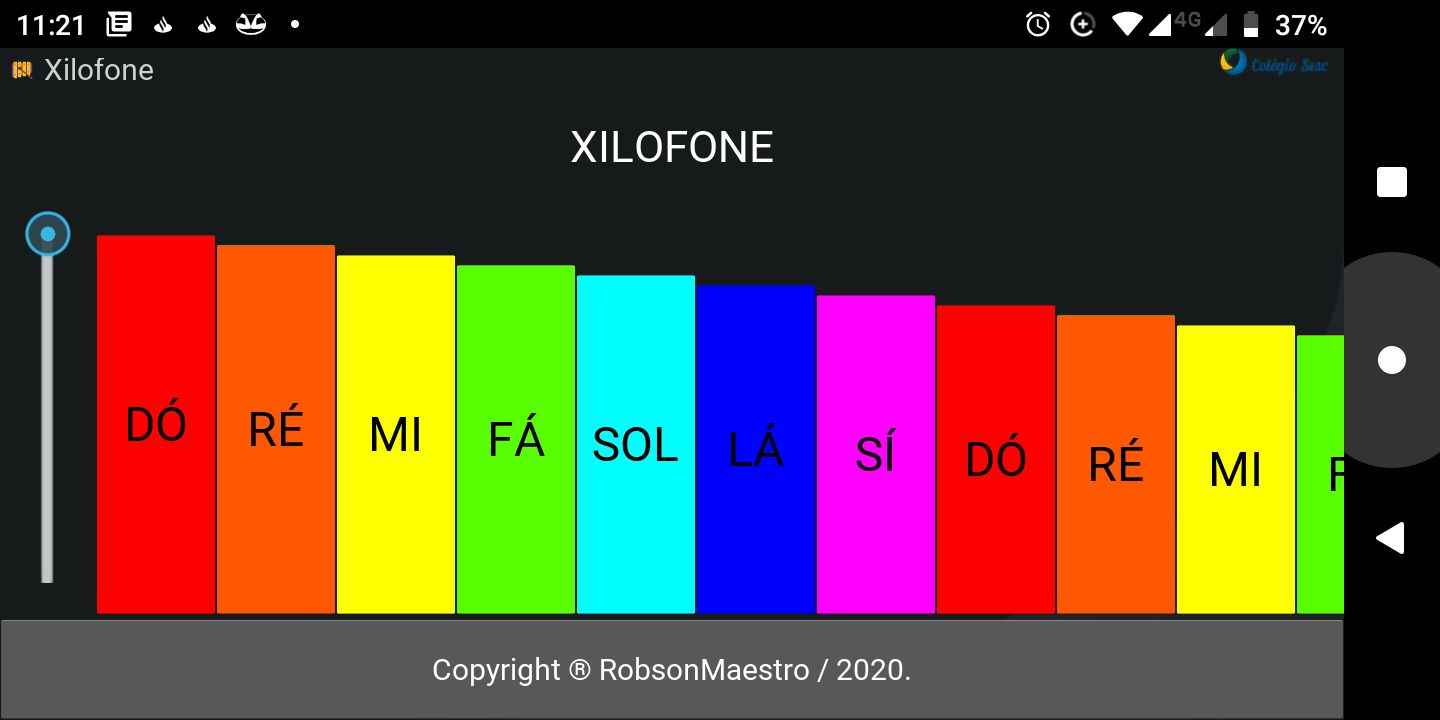 11:21
4G
37%
Xilofone
Colégio Sesc
XILOFONE
DÓ
RÉ
MI
FÁ
SOL
LÁ
SÍ
DÓ
RÉ
MI
F
Copyright ® RobsonMaestro / 2020.